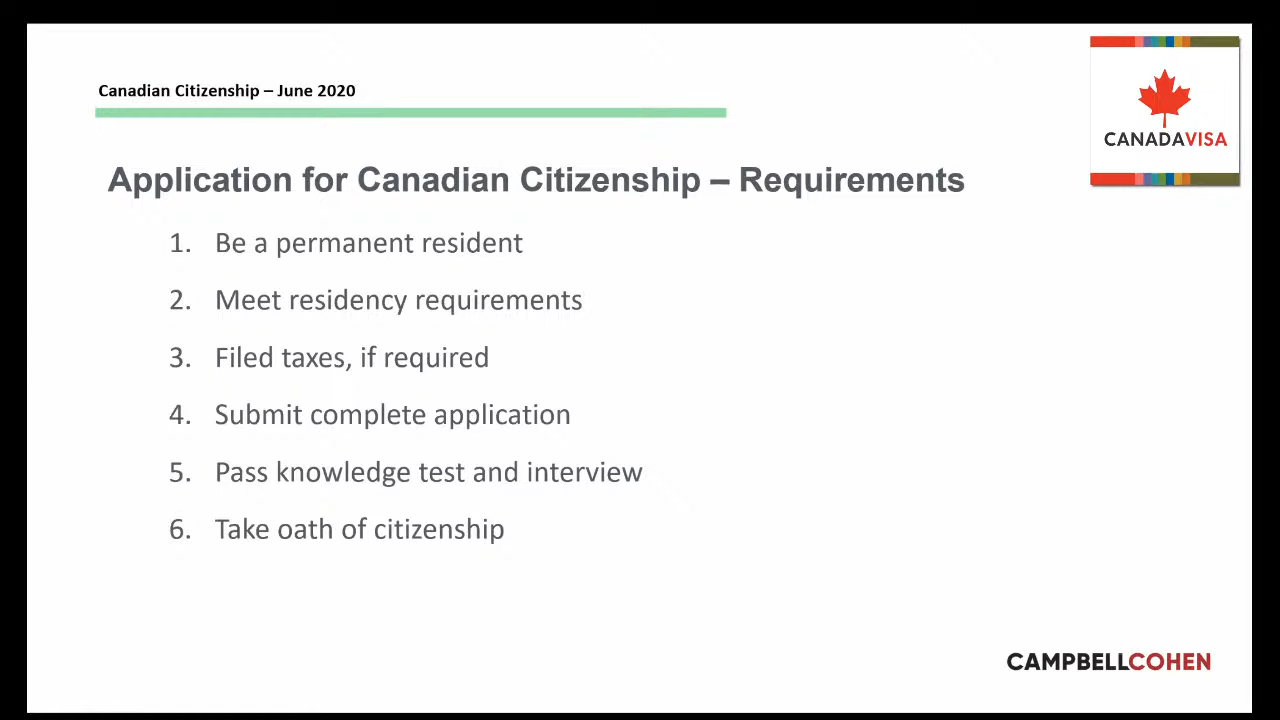 Canadian Citizenship – June 2020
CANADAVISA
Application for Canadian Citizenship – Requirements
1. Be a permanent resident
2. Meet residency requirements
3. Filed taxes, if required
4. Submit complete application
5. Pass knowledge test and interview
6. Take oath of citizenship
CAMPBELLCOHEN